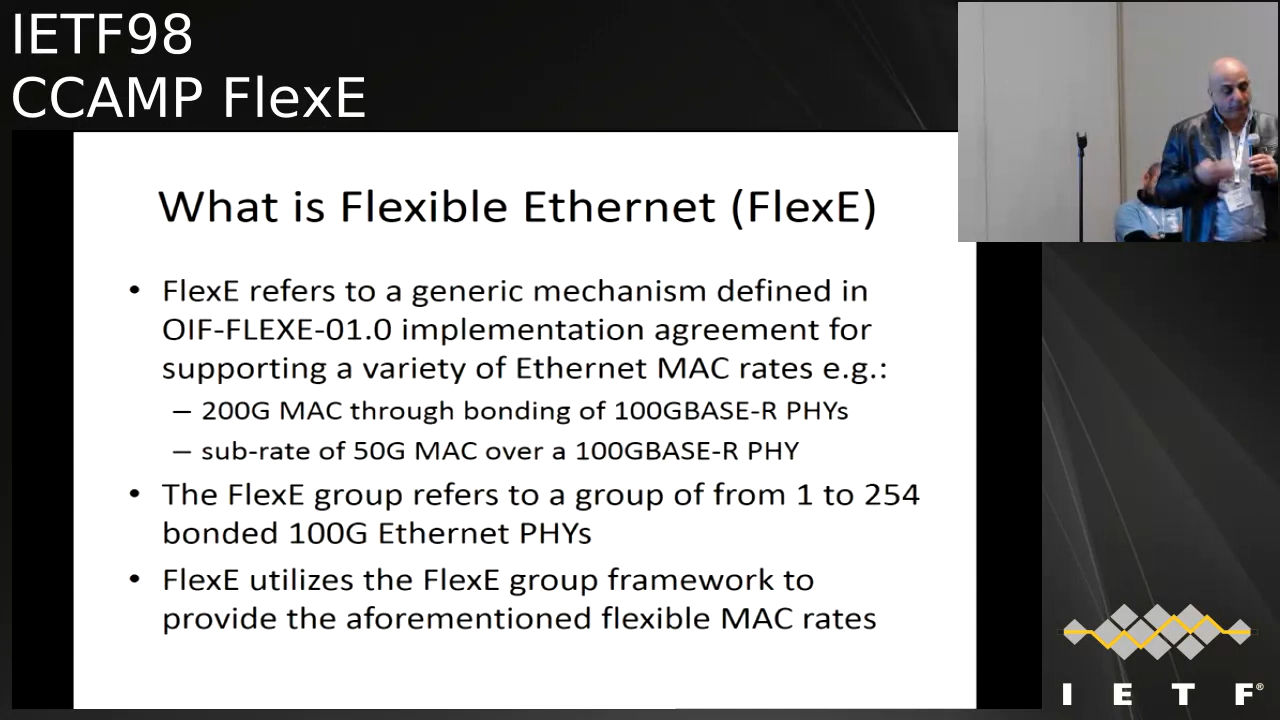 IETF98
CCAMP FlexE
What is Flexible Ethernet (FlexE)
• FlexE refers to a generic mechanism defined in
OIF-FLEXE-01.0 implementation agreement for
supporting a variety of Ethernet MAC rates e.g.:
– 200G MAC through bonding of 100GBASE-R PHYs
– sub-rate of 50G MAC over a 100GBASE-R PHY
• The FlexE group refers to a group of from 1 to 254
bonded 100G Ethernet PHYs
• FlexE utilizes the FlexE group framework to
provide the aforementioned flexible MAC rates
I E T F®